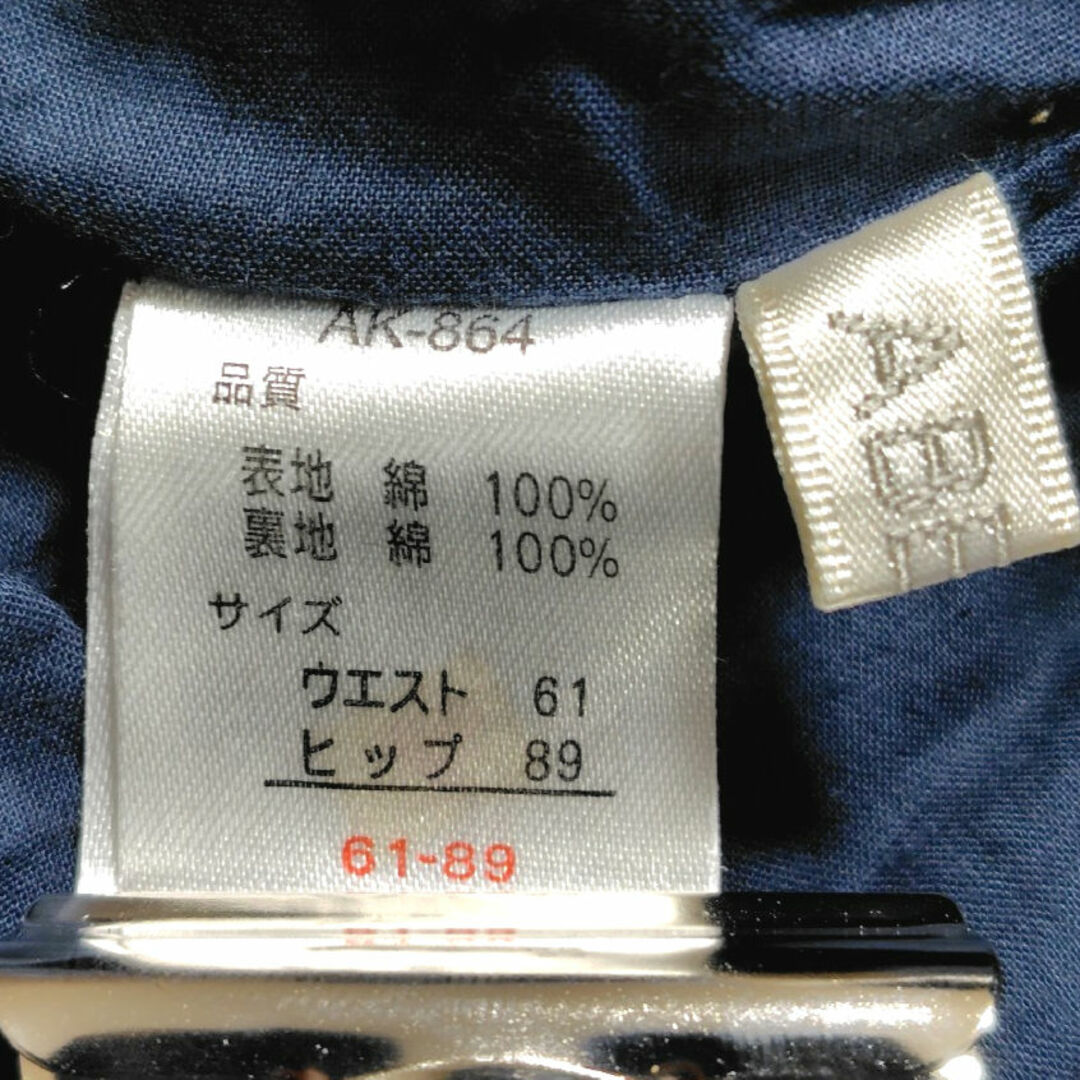 AK-864
品質
表地 綿 100%
裏地 綿 100%
サイズ
ウエスト 61
ヒップ 89
61-89